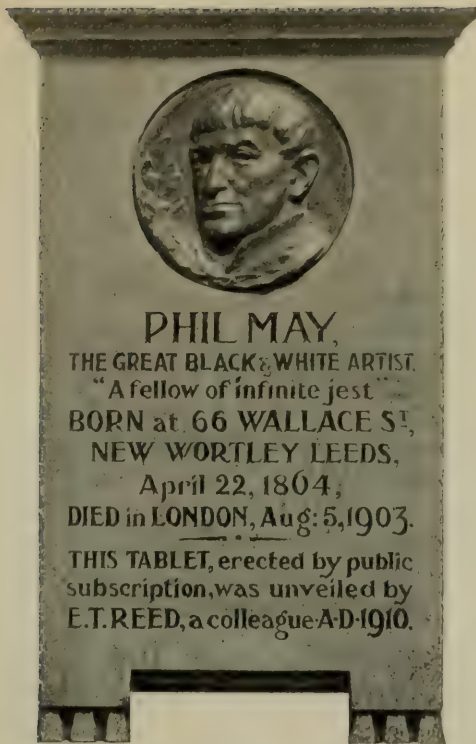 PHIL MAY,
THE GREAT BLACK & WHITE ARTIST.
"A fellow of infinite jest"
BORN at 66 WALLACE ST,
NEW WORTLEY LEEDS,
April 22, 1864;
DIED in LONDON, Aug: 5, 1903.
THIS TABLET, erected by public
subscription, was unveiled by
E.T. REED, a colleague·A·D·1910.